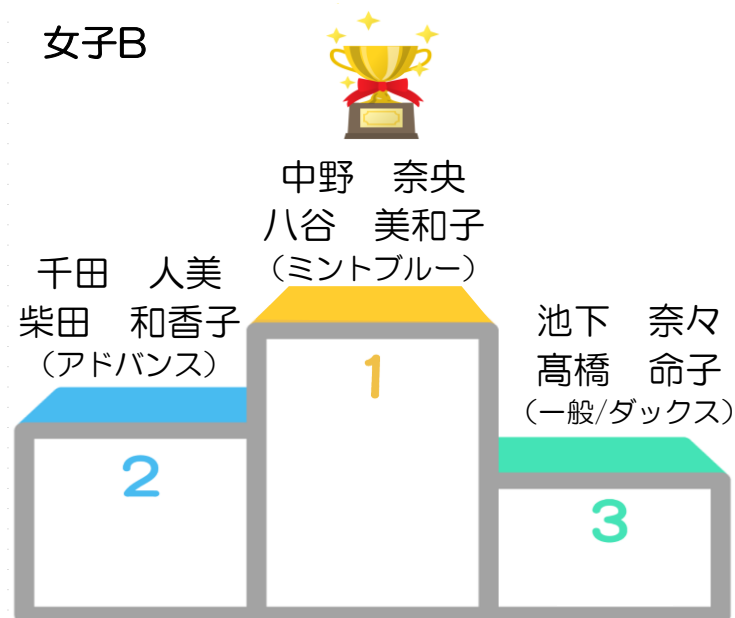 女子B
中野　奈央
八谷　美和子
（ミントブルー）
千田　人美
柴田　和香子
（アドバンス）
池下　奈々
髙橋　命子
（一般/ダックス）
1
2
3